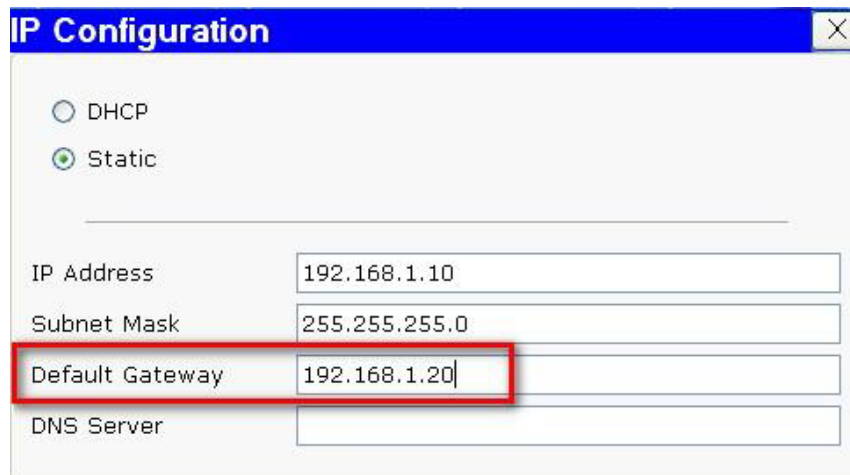 IP Configuration
DHCP
Static
IP Address 192.168.1.10
Subnet Mask 255.255.255.0
Default Gateway 192.168.1.20
DNS Server